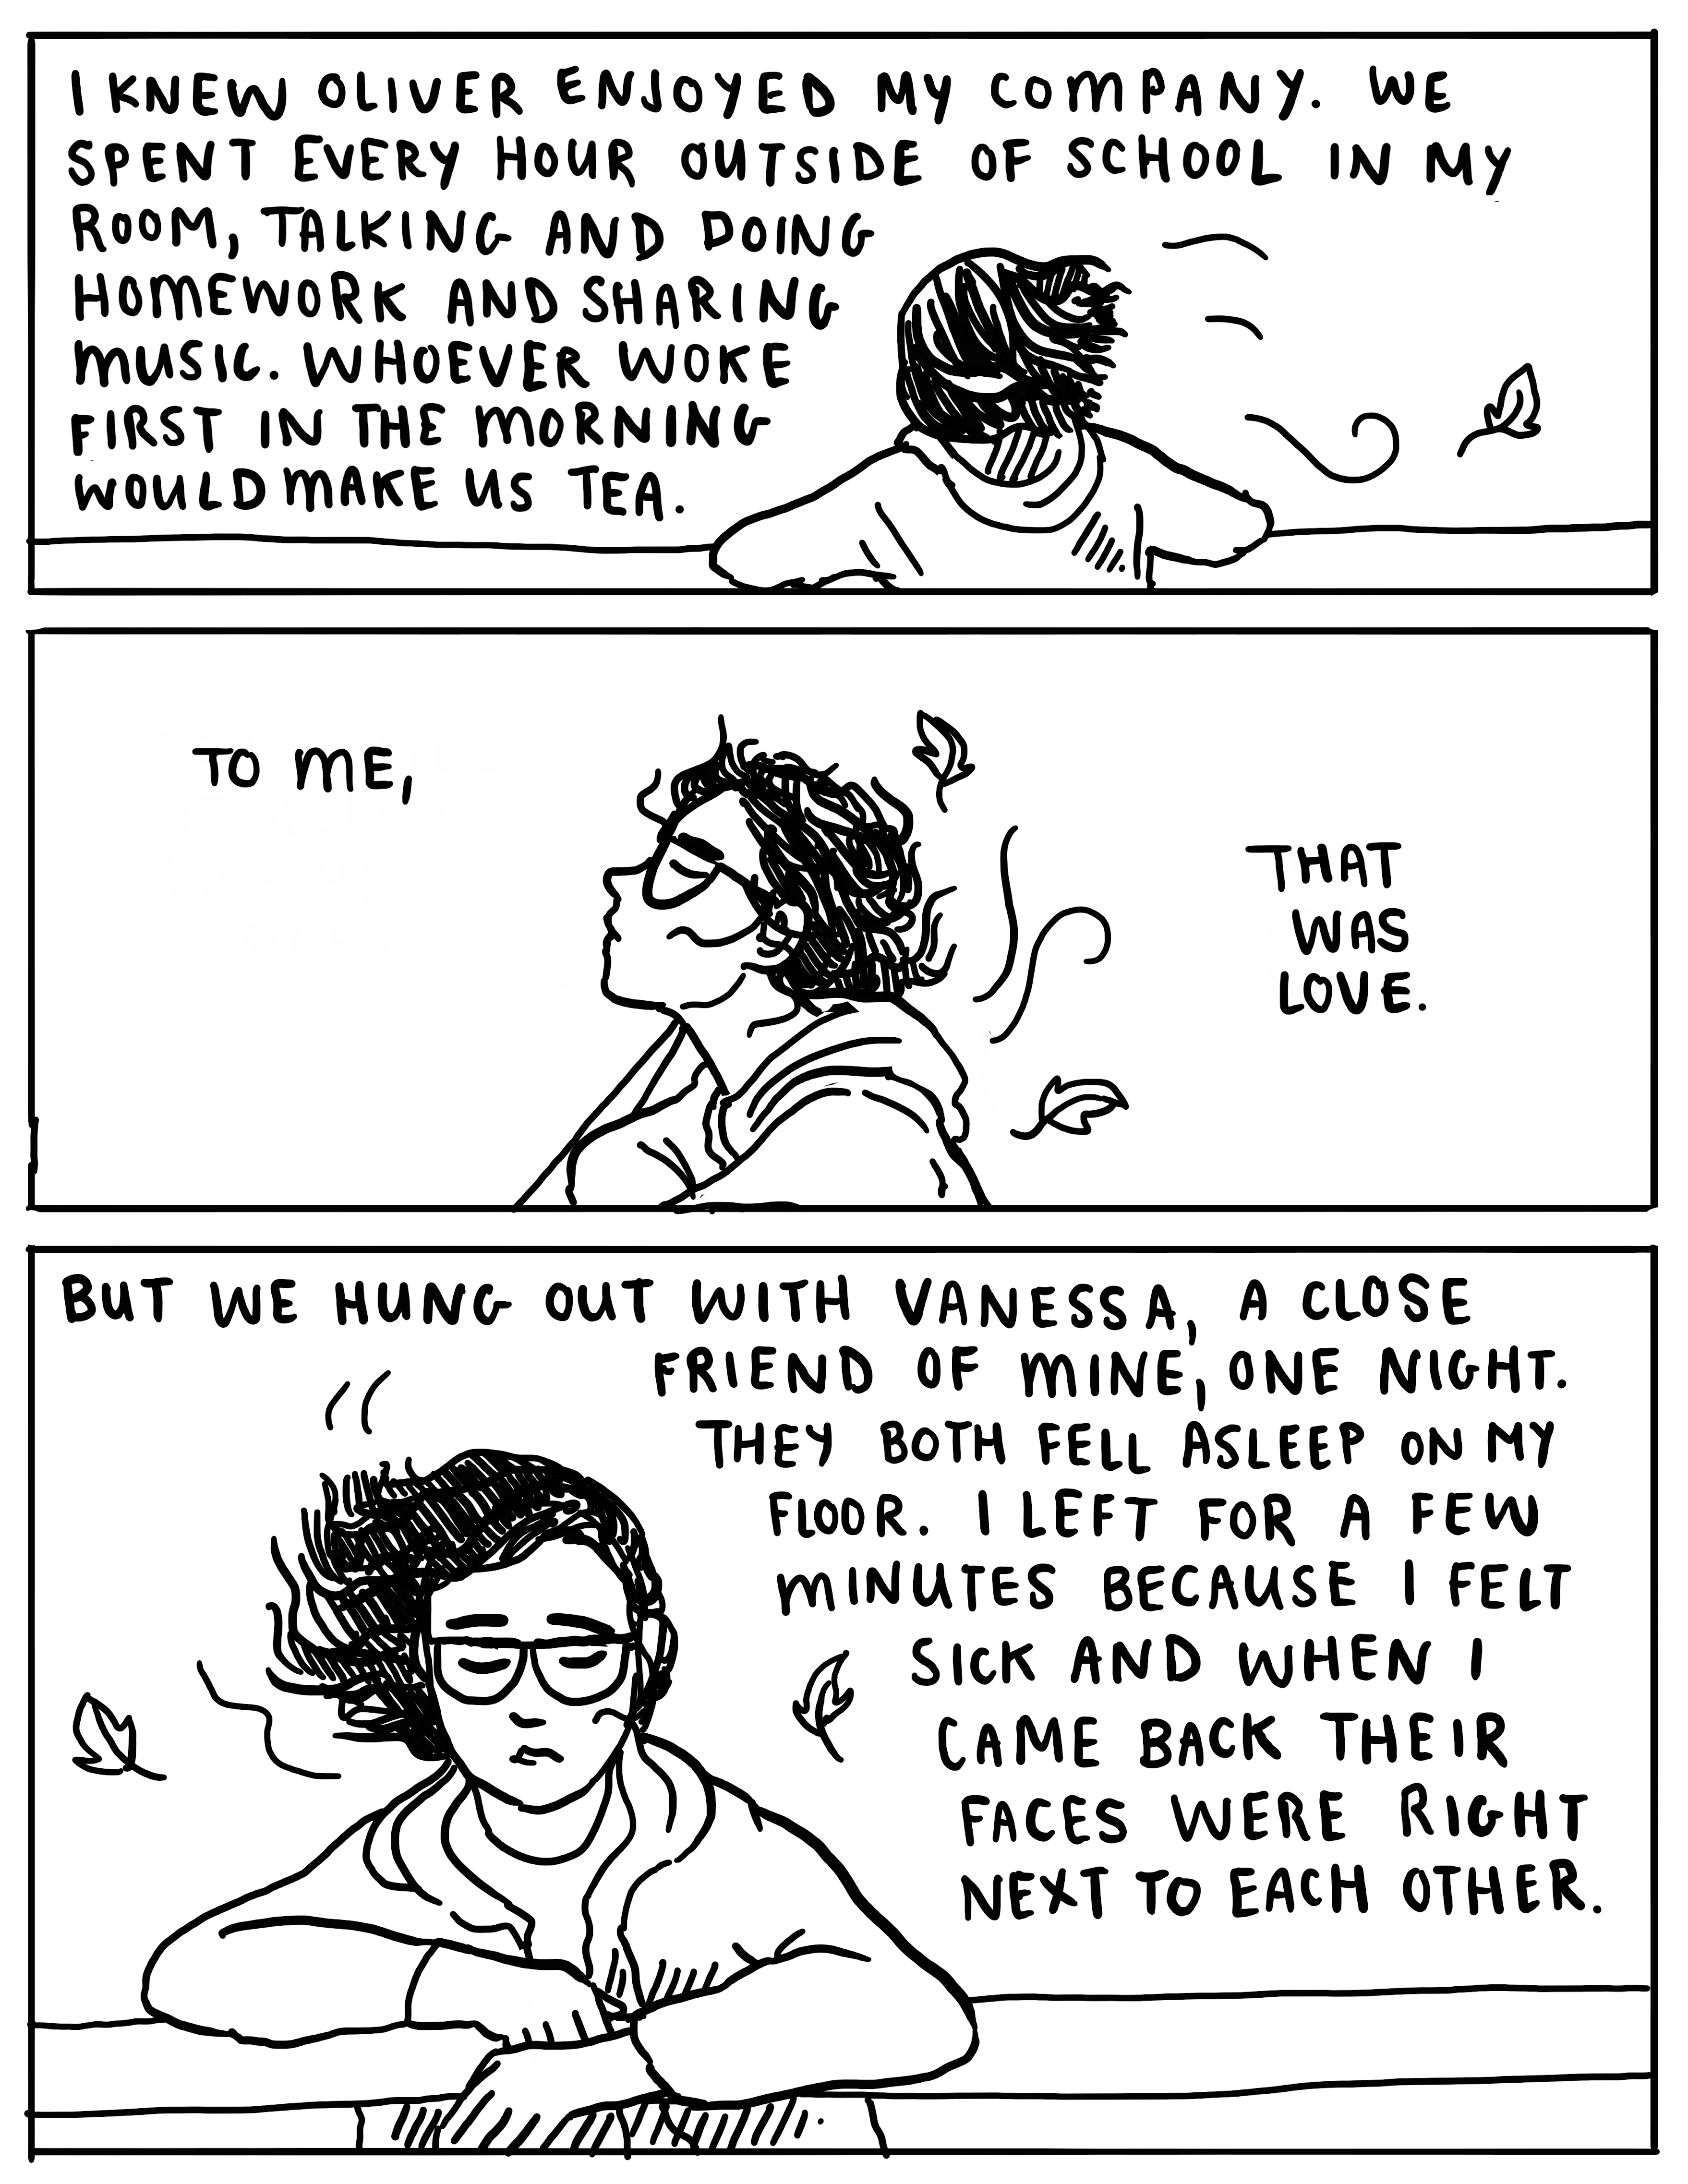 I KNEW OLIVER ENJOYED MY COMPANY. WE
SPENT EVERY HOUR OUTSIDE OF SCHOOL IN MY
ROOM, TALKING AND DOING
HOMEWORK AND SHARING
MUSIC. WHOEVER WOKE
FIRST IN THE MORNING
WOULD MAKE US TEA.
TO ME,
THAT
WAS
LOVE.
BUT WE HUNG OUT WITH VANESSA, A CLOSE
FRIEND OF MINE, ONE NIGHT.
THEY BOTH FELL ASLEEP ON MY
FLOOR. I LEFT FOR A FEW
MINUTES BECAUSE I FELT
SICK AND WHEN I
CAME BACK THEIR
FACES WERE RIGHT
NEXT TO EACH OTHER.